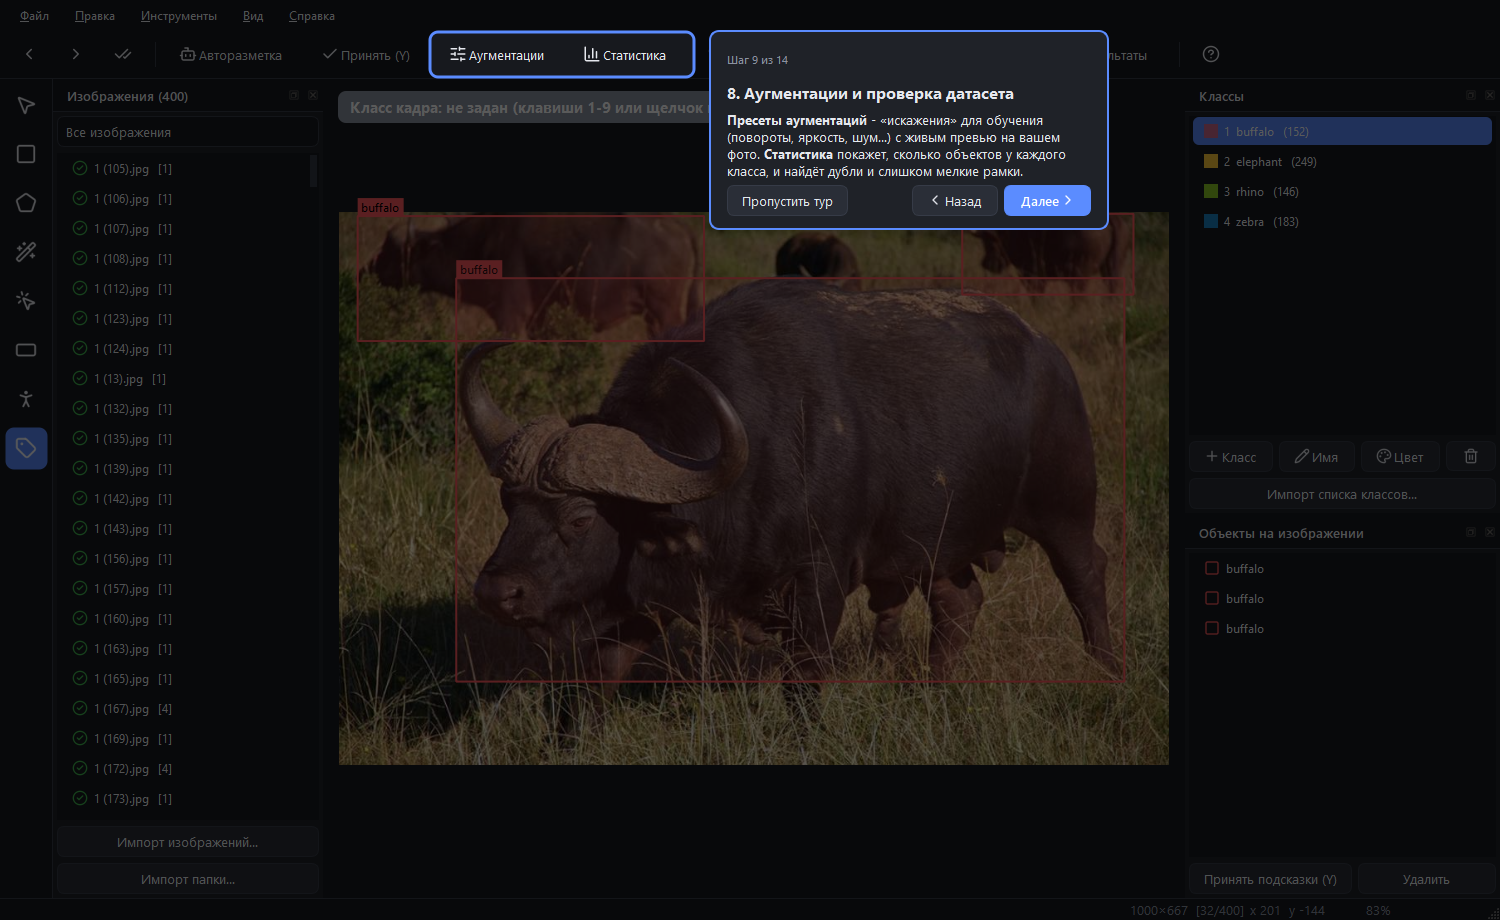 Файл Правка Инструменты Вид Справка
Авторазметка Принять (Y) Аугментации Статистика льтаты
Шаг 9 из 14
8. Аугментации и проверка датасета
Пресеты аугментаций - «искажения» для обучения
(повороты, яркость, шум...) с живым превью на вашем
фото. Статистика покажет, сколько объектов у каждого
класса, и найдёт дубли и слишком мелкие рамки.
Пропустить тур Назад Далее
Изображения (400)
Все изображения
1 (105).jpg [1]
1 (106).jpg [1]
1 (107).jpg [1]
1 (108).jpg [1]
1 (112).jpg [1]
1 (123).jpg [1]
1 (124).jpg [1]
1 (13).jpg [1]
1 (132).jpg [1]
1 (135).jpg [1]
1 (139).jpg [1]
1 (142).jpg [1]
1 (143).jpg [1]
1 (156).jpg [1]
1 (157).jpg [1]
1 (160).jpg [1]
1 (163).jpg [1]
1 (165).jpg [1]
1 (167).jpg [4]
1 (169).jpg [1]
1 (172).jpg [4]
1 (173).jpg [1]
Импорт изображений...
Импорт папки...
Класс кадра: не задан (клавиши 1-9 или щелчок
buffalo
buffalo
Классы
1 buffalo (152)
2 elephant (249)
3 rhino (146)
4 zebra (183)
Класс Имя Цвет
Импорт списка классов...
Объекты на изображении
buffalo
buffalo
buffalo
Принять подсказки (Y) Удалить
1000×667 [32/400] x 201 y -144 83%